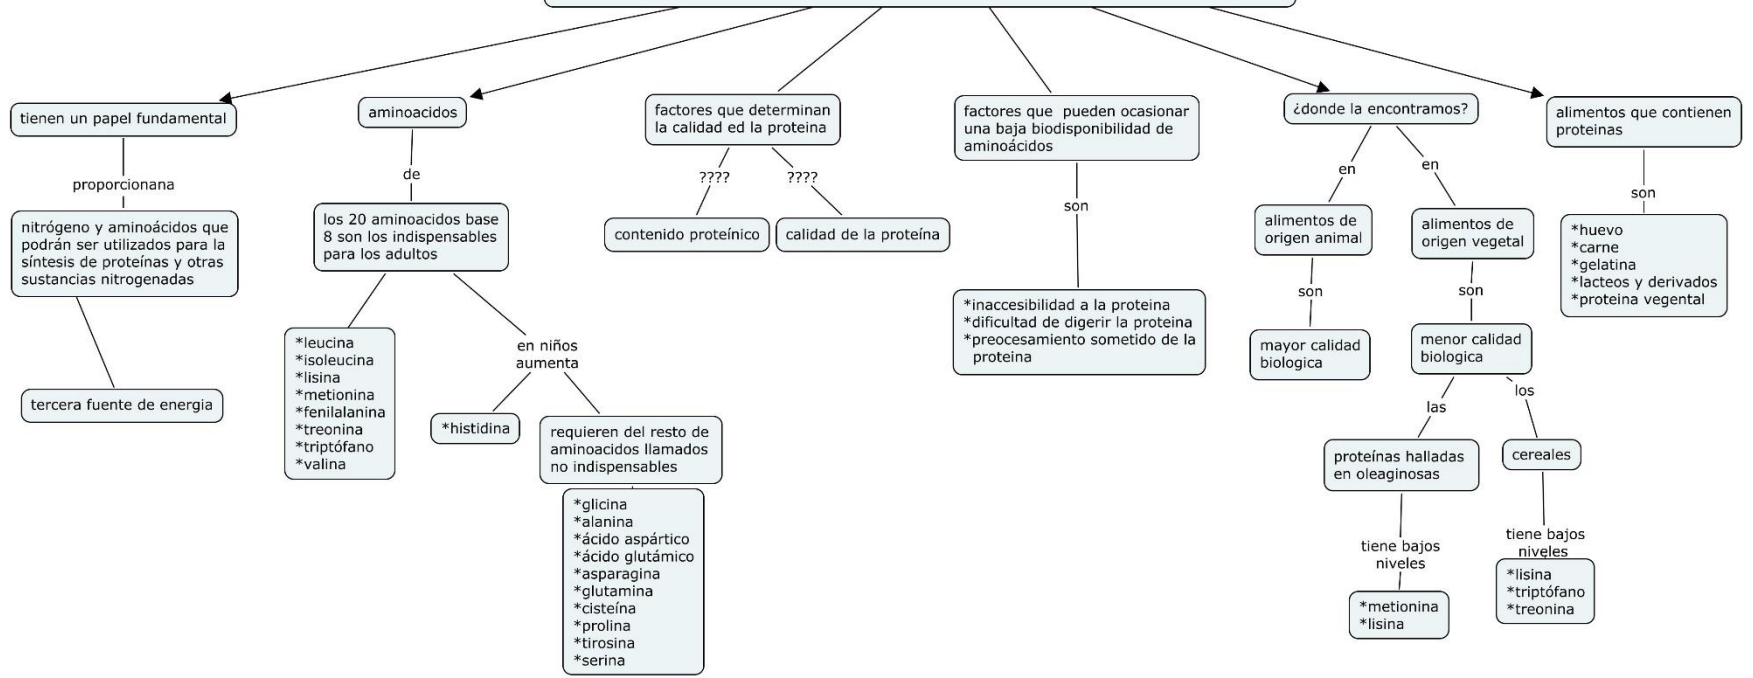 tienen un papel fundamental
proporcionana
nitrógeno y aminoácidos que
podrán ser utilizados para la
síntesis de proteínas y otras
sustancias nitrogenadas
tercera fuente de energia
aminoacidos
de
los 20 aminoacidos base
8 son los indispensables
para los adultos
*leucina
*isoleucina
*lisina
*metionina
*fenilalanina
*treonina
*triptófano
*valina
en niños
aumenta
*histidina
requieren del resto de
aminoacidos llamados
no indispensables
*glicina
*alanina
*ácido aspártico
*ácido glutámico
*asparagina
*glutamina
*cisteína
*prolina
*tirosina
*serina
factores que determinan
la calidad ed la proteina
????
contenido proteínico
????
calidad de la proteína
factores que pueden ocasionar
una baja biodisponibilidad de
aminoácidos
son
*inaccesibilidad a la proteina
*dificultad de digerir la proteina
*preocesamiento sometido de la
proteina
¿donde la encontramos?
en
alimentos de
origen animal
son
mayor calidad
biologica
en
alimentos de
origen vegetal
son
menor calidad
biologica
las
proteínas halladas
en oleaginosas
tiene bajos
niveles
*metionina
*lisina
los
cereales
tiene bajos
niveles
*lisina
*triptófano
*treonina
alimentos que contienen
proteinas
son
*huevo
*carne
*gelatina
*lacteos y derivados
*proteina vegental